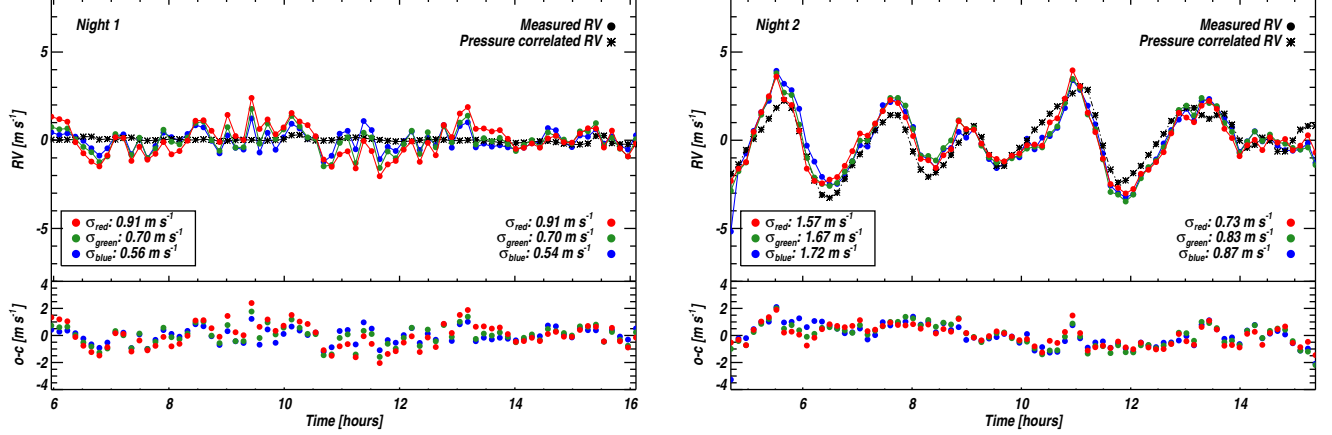 Night 1
Measured RV
Pressure correlated RV
5
0
-5
RV [m s⁻¹]
σred: 0.91 m s⁻¹
σgreen: 0.70 m s⁻¹
σblue: 0.56 m s⁻¹
σred: 0.91 m s⁻¹
σgreen: 0.70 m s⁻¹
σblue: 0.54 m s⁻¹
4
2
0
-2
-4
o-c [m s⁻¹]
6 8 10 12 14 16
Time [hours]
Night 2
Measured RV
Pressure correlated RV
5
0
-5
RV [m s⁻¹]
σred: 1.57 m s⁻¹
σgreen: 1.67 m s⁻¹
σblue: 1.72 m s⁻¹
σred: 0.73 m s⁻¹
σgreen: 0.83 m s⁻¹
σblue: 0.87 m s⁻¹
4
2
0
-2
-4
o-c [m s⁻¹]
6 8 10 12 14
Time [hours]